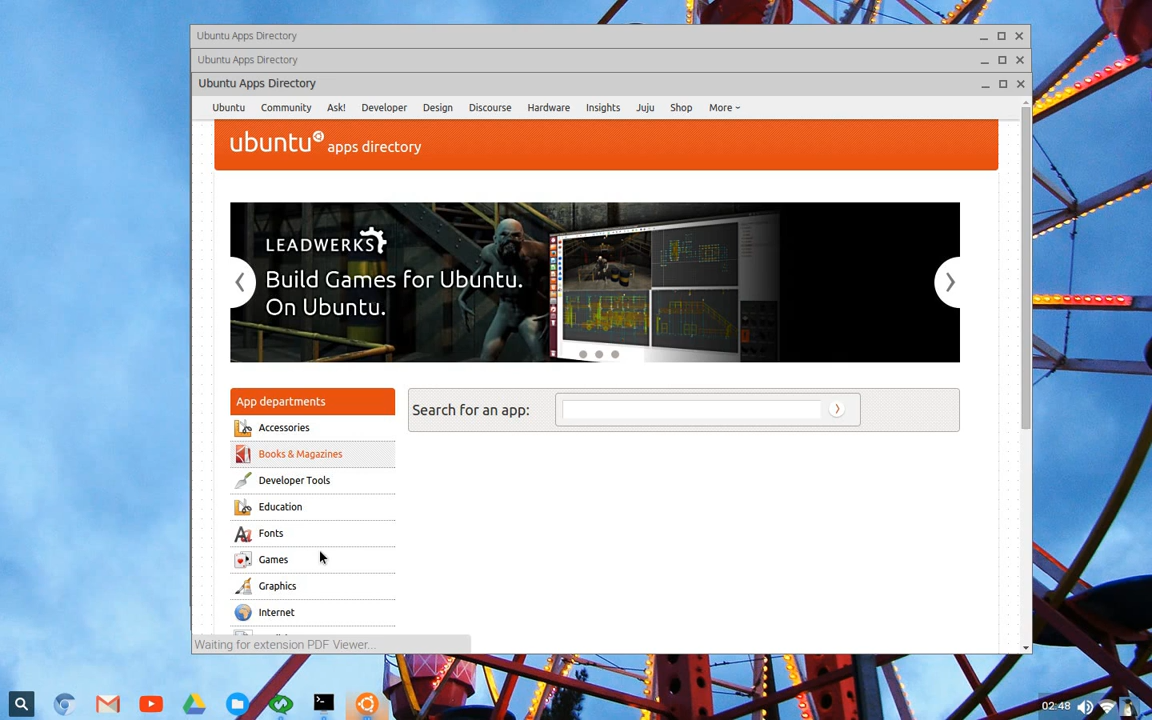 Ubuntu Apps Directory
Ubuntu Apps Directory
Ubuntu Apps Directory
Ubuntu Community Ask! Developer Design Discourse Hardware Insights Juju Shop More
ubuntu apps directory
LEADWERKS
Build Games for Ubuntu.
On Ubuntu.
App departments
Search for an app:
Accessories
Books & Magazines
Developer Tools
Education
Fonts
Games
Graphics
Internet
Waiting for extension PDF Viewer...
02:48